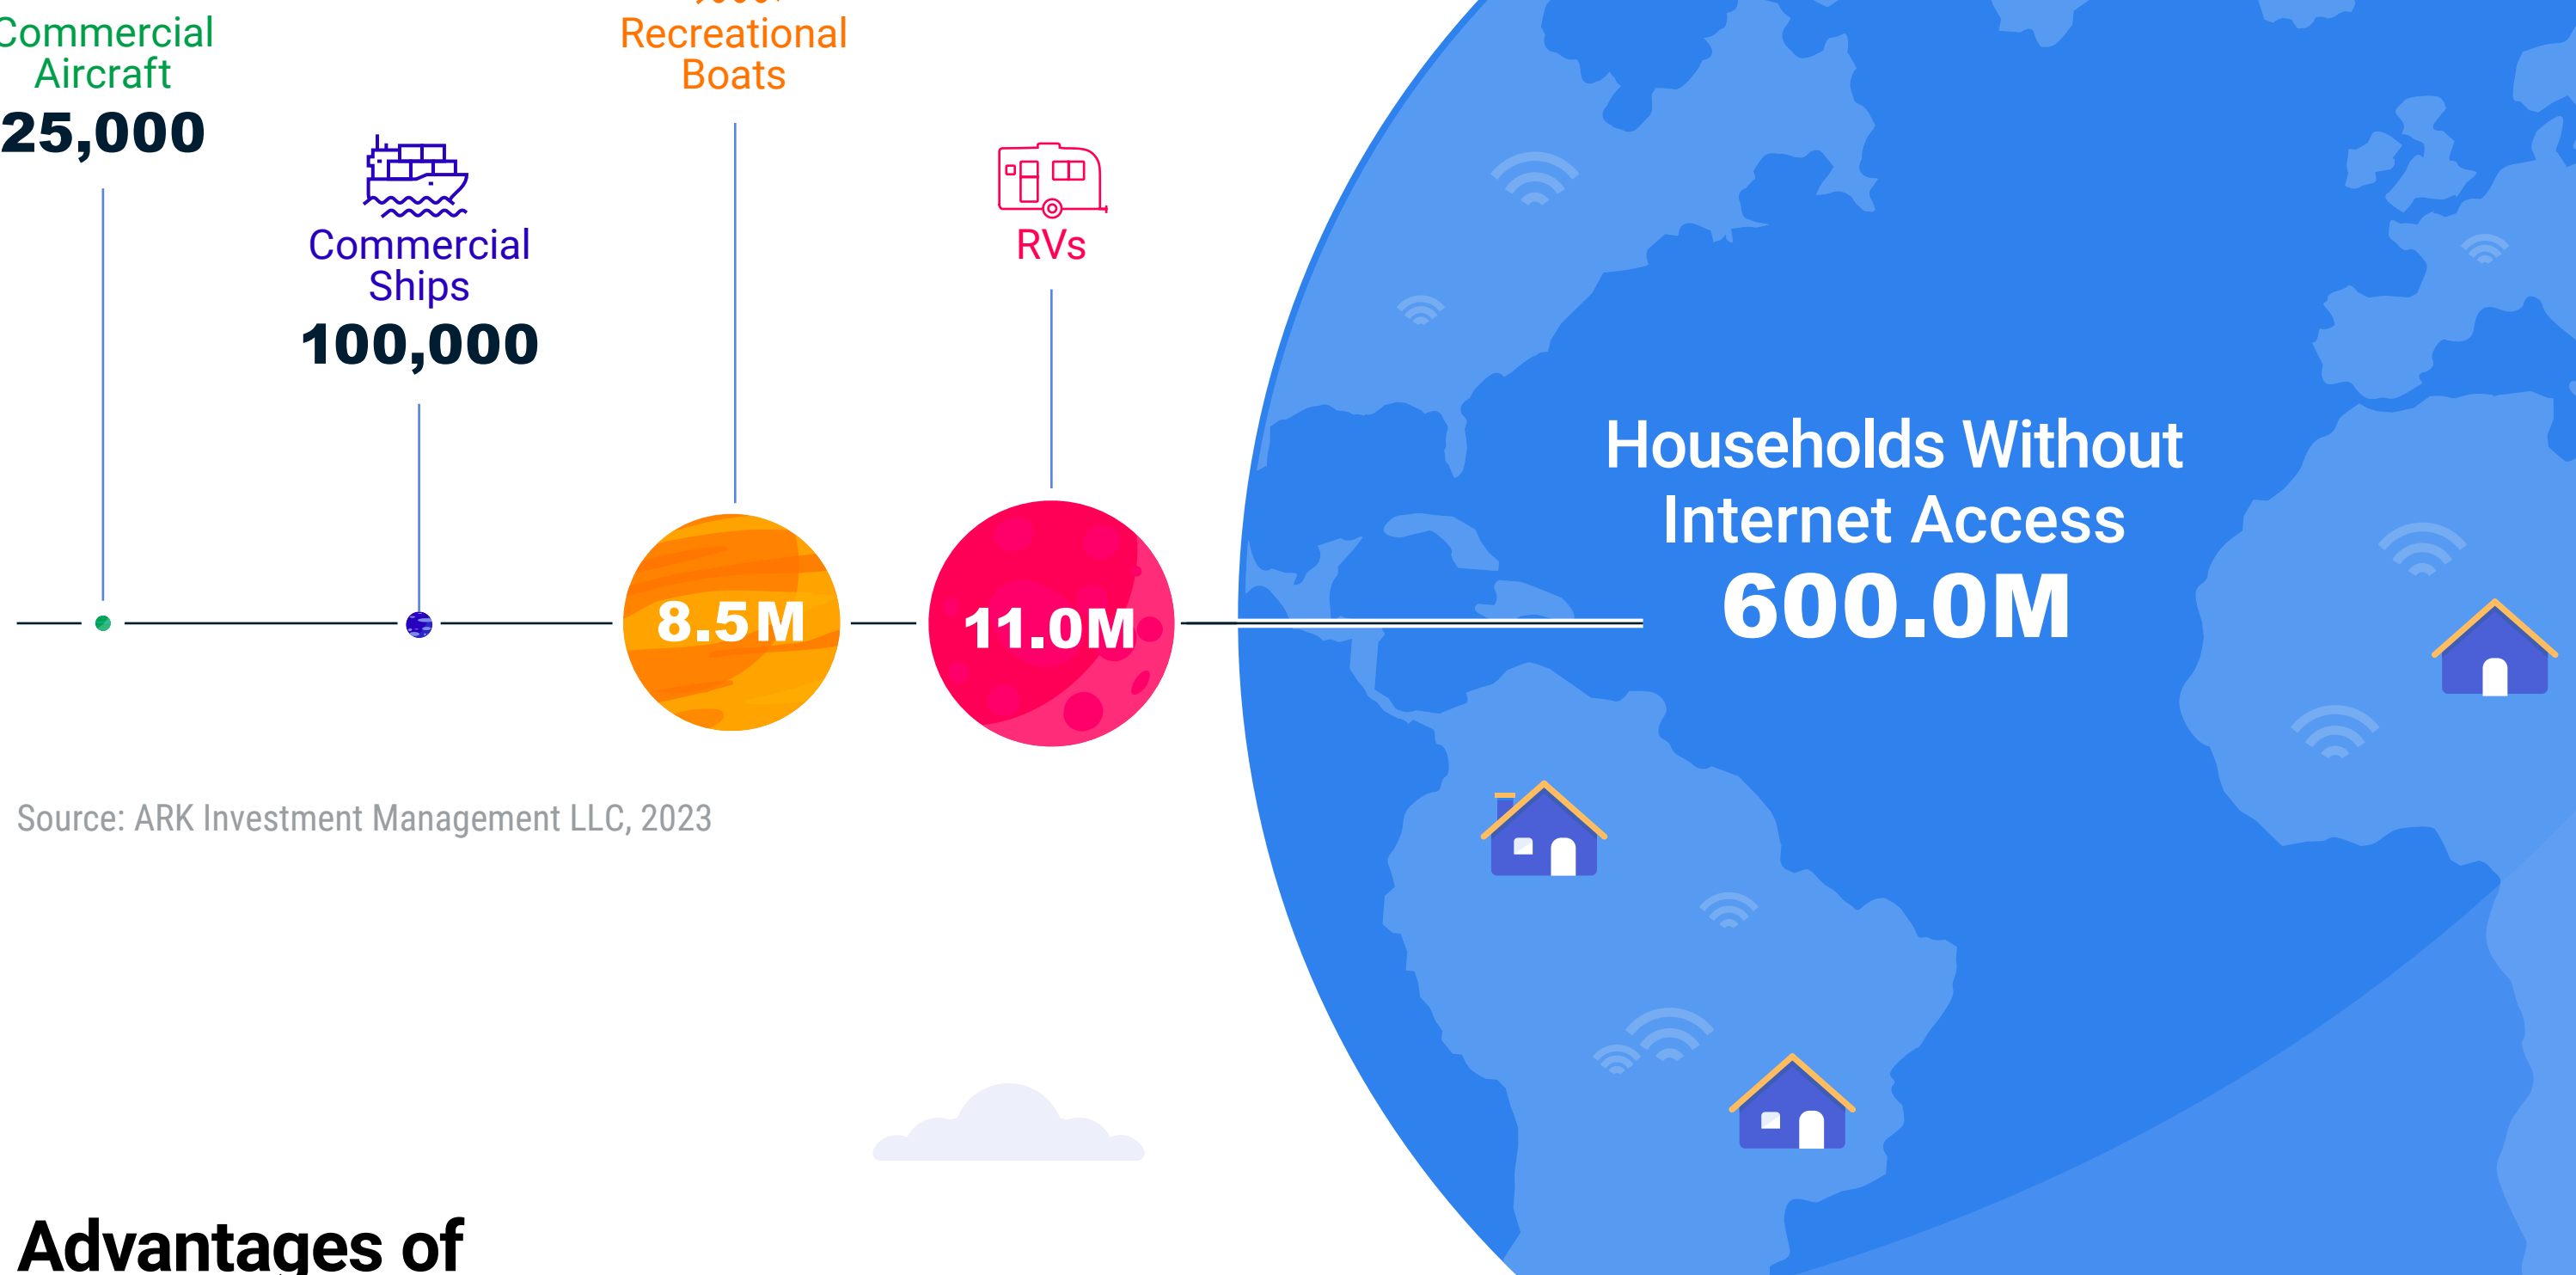 Commercial
Aircraft
25,000
Commercial
Ships
100,000
Recreational
Boats
8.5M
RVs
11.0M
Households Without
Internet Access
600.0M
Source: ARK Investment Management LLC, 2023
Advantages of